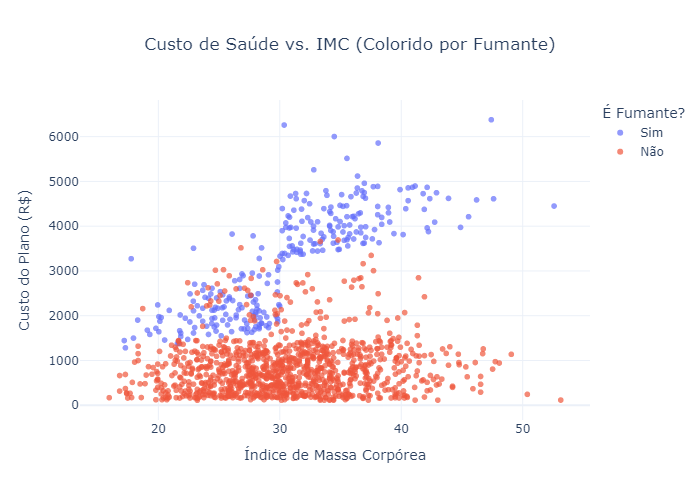 Custo de Saúde vs. IMC (Colorido por Fumante)
É Fumante?
Sim
Não
Custo do Plano (R$)
6000
5000
4000
3000
2000
1000
0
20
30
40
50
Índice de Massa Corpórea